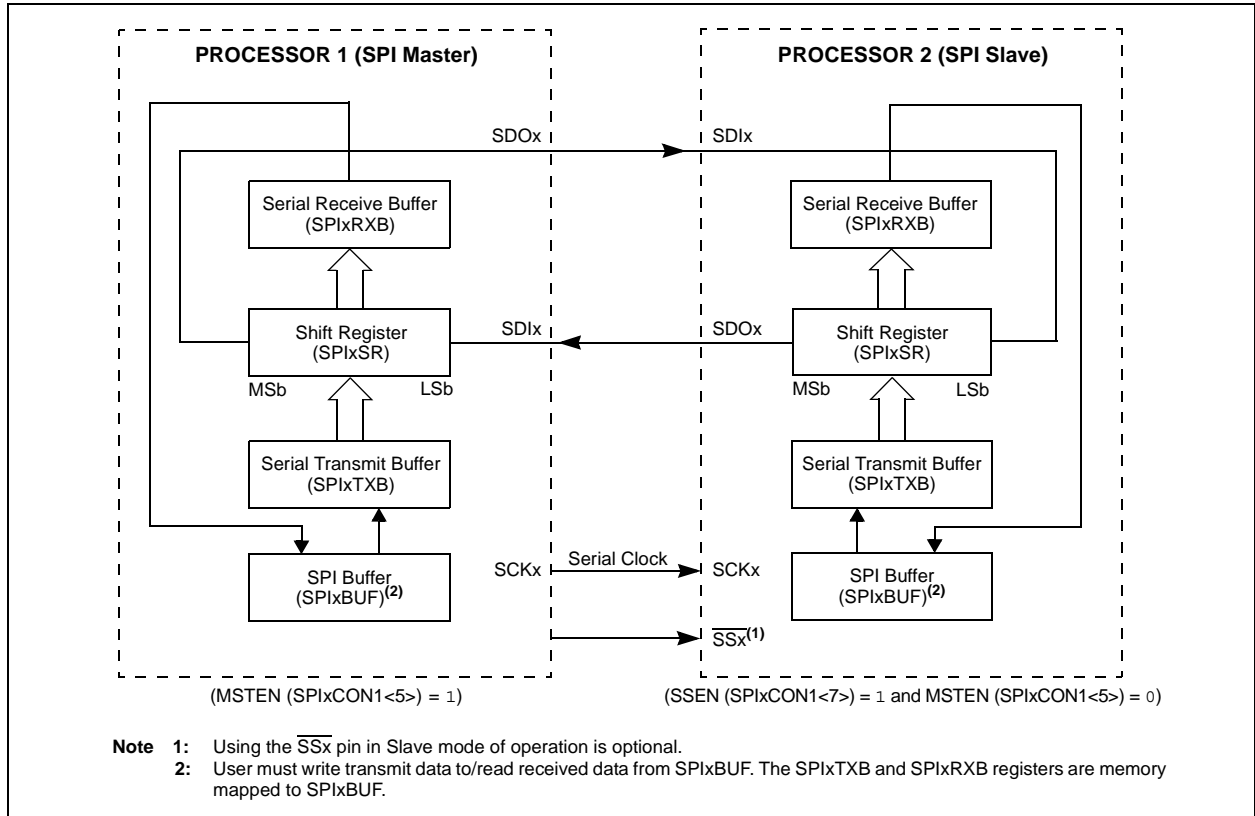 PROCESSOR 1 (SPI Master)
SDOx
Serial Receive Buffer
(SPIxRXB)
Shift Register
(SPIxSR)
SDIx
MSb
LSb
Serial Transmit Buffer
(SPIxTXB)
SPI Buffer
(SPIxBUF)(2)
SCKx
Serial Clock
(MSTEN (SPIxCON1<5>) = 1)
PROCESSOR 2 (SPI Slave)
SDIx
Serial Receive Buffer
(SPIxRXB)
SDOx
Shift Register
(SPIxSR)
MSb
LSb
Serial Transmit Buffer
(SPIxTXB)
SCKx
SPI Buffer
(SPIxBUF)(2)
SSx(1)
(SSEN (SPIxCON1<7>) = 1 and MSTEN (SPIxCON1<5>) = 0)
Note 1: Using the SSx pin in Slave mode of operation is optional.
2: User must write transmit data to/read received data from SPIxBUF. The SPIxTXB and SPIxRXB registers are memory
mapped to SPIxBUF.